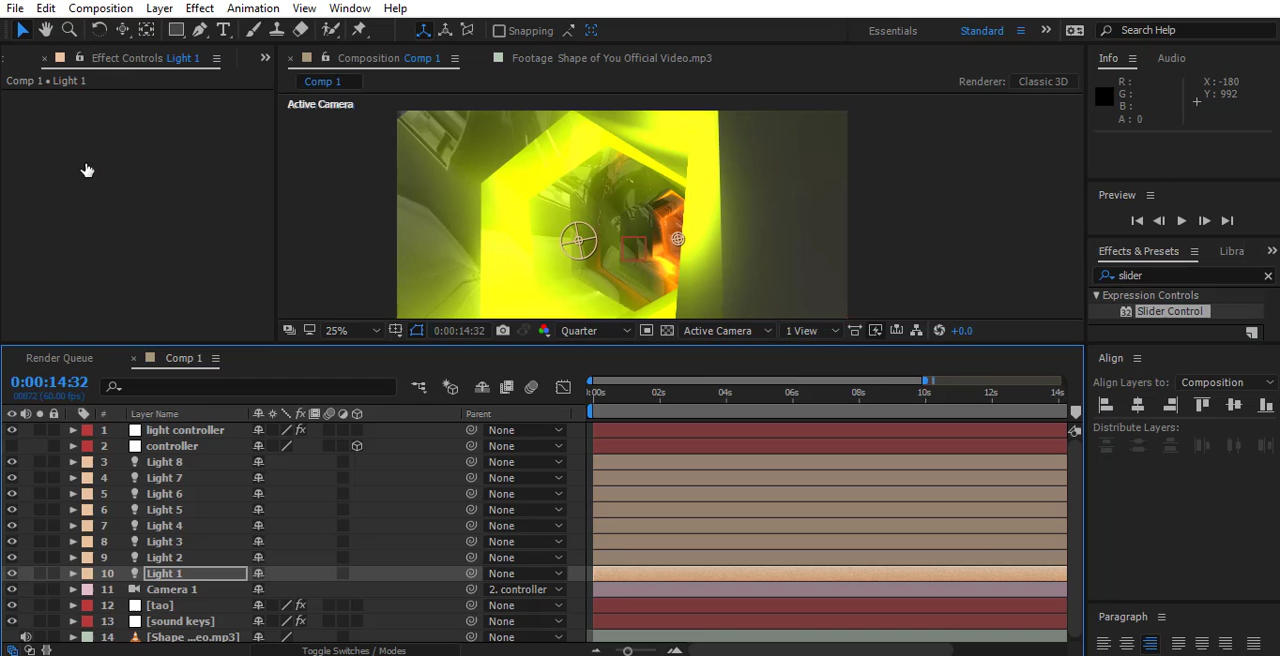 File Edit Composition Layer Effect Animation View Window Help
Snapping Essentials Standard Search Help
Effect Controls Light 1 Composition Comp 1 Footage Shape of You Official Video.mp3 Info Audio
Comp 1 • Light 1 Comp 1 Renderer: Classic 3D
R: X: -180
G: Y: 992
B:
A: 0
Active Camera
Preview
Effects & Presets Libra
slider
Expression Controls
Slider Control
25% 0:00:14:32 Quarter Active Camera 1 View +0.0
Render Queue Comp 1 Align
0:00:14:32
00872 (60.00 fps)
Align Layers to: Composition
:00s 02s 04s 06s 08s 10s 12s 14s
# Layer Name Parent
Distribute Layers:
1 light controller None
2 controller None
3 Light 8 None
4 Light 7 None
5 Light 6 None
6 Light 5 None
7 Light 4 None
8 Light 3 None
9 Light 2 None
10 Light 1 None
11 Camera 1 2. controller
12 [tao] None
13 [sound keys] None
14 [Shape ...eo.mp3] None
Paragraph
Toggle Switches / Modes